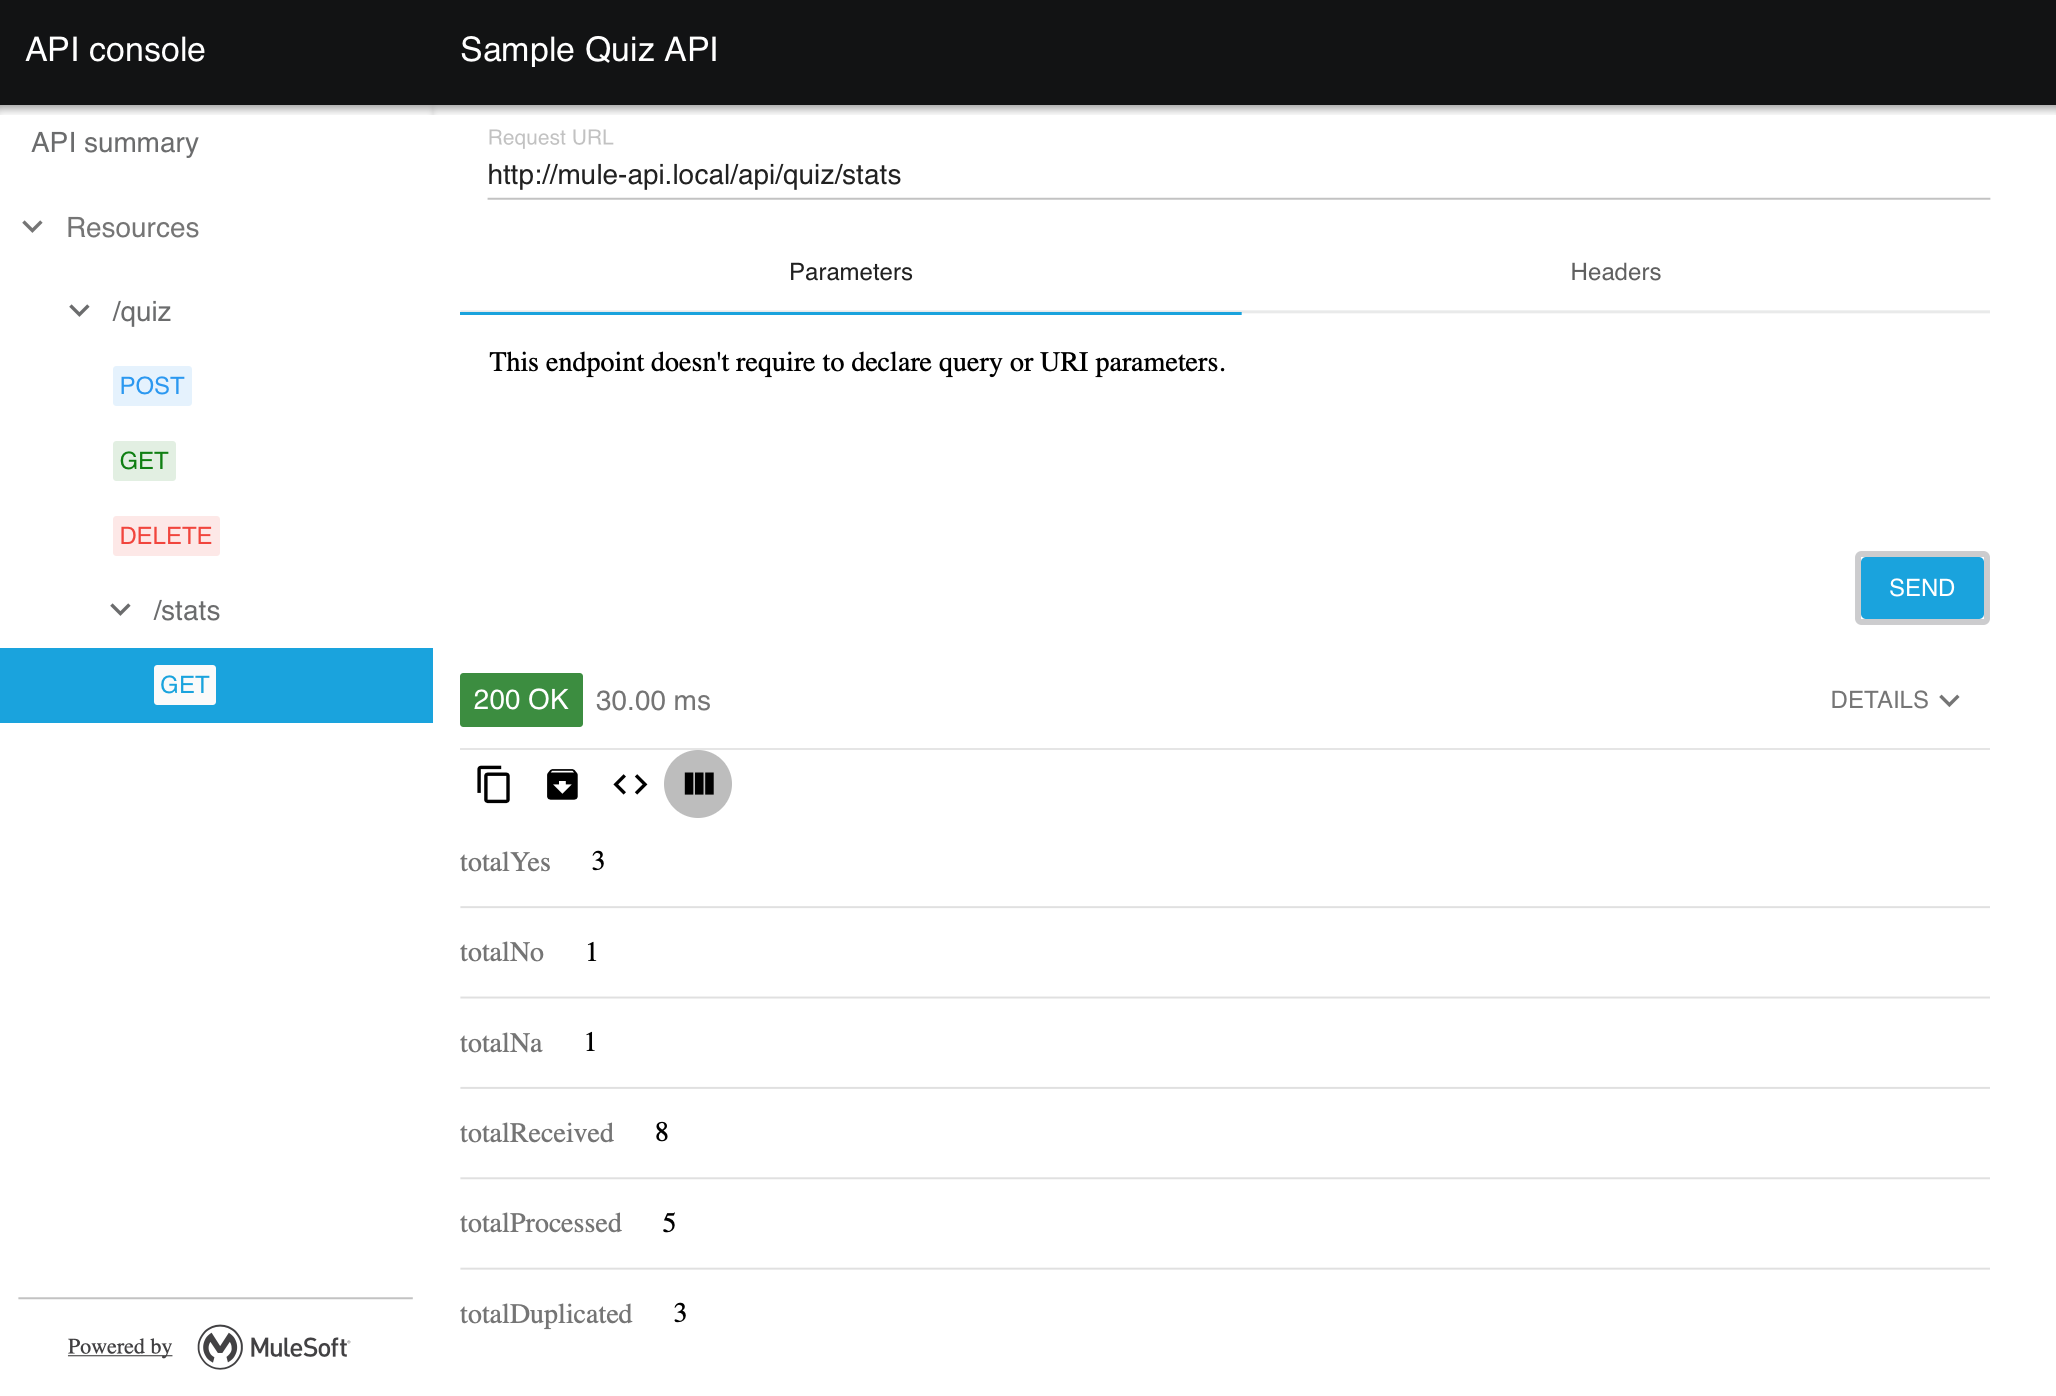 API console
Sample Quiz API
API summary
Resources
/quiz
POST
GET
DELETE
/stats
GET
Powered by MuleSoft
Request URL
http://mule-api.local/api/quiz/stats
Parameters Headers
This endpoint doesn't require to declare query or URI parameters.
SEND
200 OK 30.00 ms DETAILS
totalYes 3
totalNo 1
totalNa 1
totalReceived 8
totalProcessed 5
totalDuplicated 3